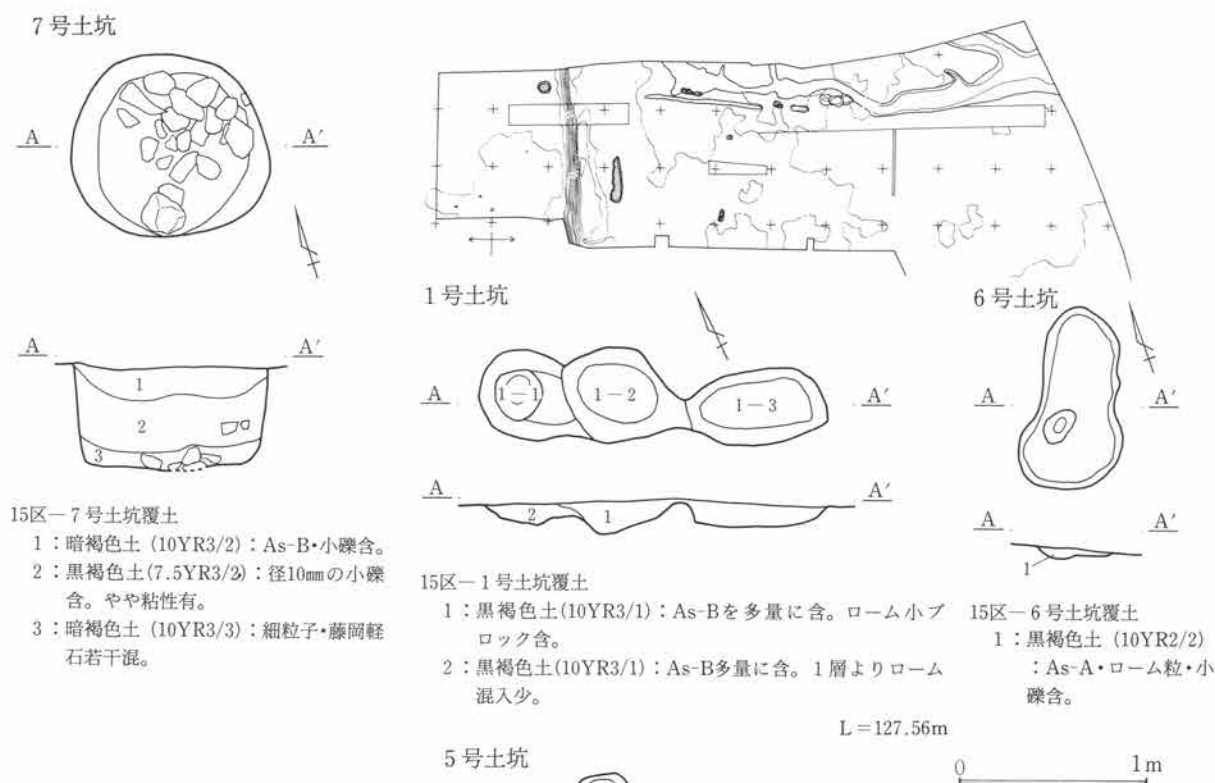 7号土坑
A A′
A A′
1
2
3
15区―7号土坑覆土
1：暗褐色土 (10YR3/2)：As-B・小礫含。
2：黒褐色土(7.5YR3/2)：径10㎜の小礫
含。やや粘性有。
3：暗褐色土 (10YR3/3)：細粒子・藤岡軽
石若干混。
1号土坑
A A′
1－1 1－2 1－3
A A′
2 1
15区―1号土坑覆土
1：黒褐色土(10YR3/1)：As-Bを多量に含。ローム小ブ
ロック含。
2：黒褐色土(10YR3/1)：As-B多量に含。1層よりローム
混入少。
6号土坑
A A′
A A′
1
15区―6号土坑覆土
1：黒褐色土 (10YR2/2)
：As-A・ローム粒・小
礫含。
L＝127.56m
5号土坑
0 1m